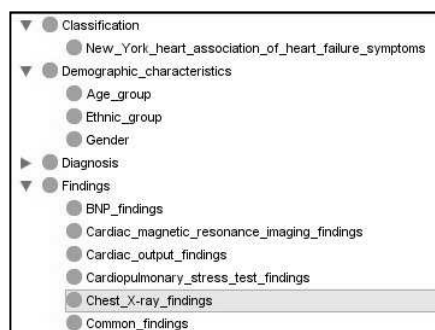 Classification
New_York_heart_association_of_heart_failure_symptoms
Demographic_characteristics
Age_group
Ethnic_group
Gender
Diagnosis
Findings
BNP_findings
Cardiac_magnetic_resonance_imaging_findings
Cardiac_output_findings
Cardiopulmonary_stress_test_findings
Chest_X-ray_findings
Common_findings